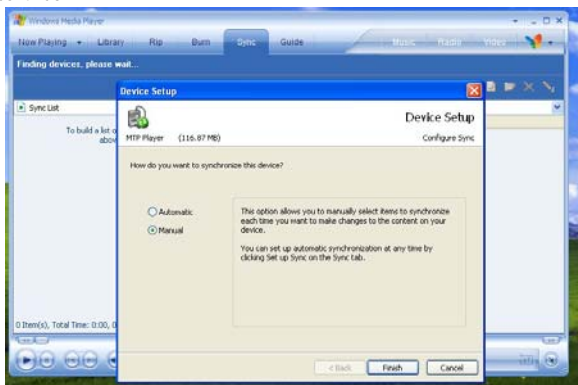 Windows Media Player
Now Playing Library Rip Burn Sync Guide Music Radio Video
Finding devices, please wait...
Device Setup
Sync List
Device Setup
MTP Player (116.87 MB) Configure Sync
To build a list o
abov
How do you want to synchronize this device?
Automatic
Manual
This option allows you to manually select items to synchronize
each time you want to make changes to the content on your
device.
You can set up automatic synchronization at any time by
clicking Set up Sync on the Sync tab.
0 Item(s), Total Time: 0:00, 0
< Back Finish Cancel